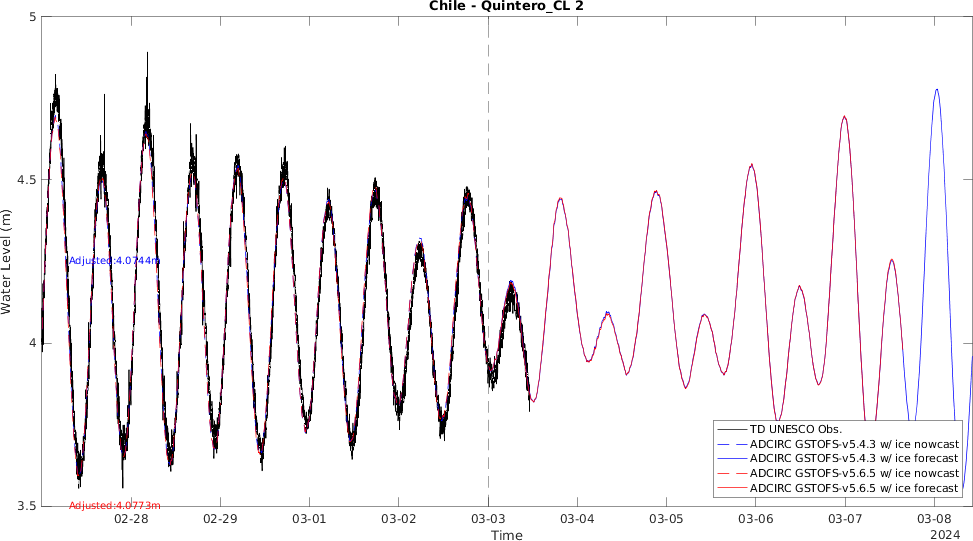 Chile - Quintero_CL 2
5
4.5
4
3.5
Water Level (m)
Adjusted:4.0744m
Adjusted:4.0773m
TD UNESCO Obs.
ADCIRC GSTOFS-v5.4.3 w/ ice nowcast
ADCIRC GSTOFS-v5.4.3 w/ ice forecast
ADCIRC GSTOFS-v5.6.5 w/ ice nowcast
ADCIRC GSTOFS-v5.6.5 w/ ice forecast
02-28 02-29 03-01 03-02 03-03 03-04 03-05 03-06 03-07 03-08
Time
2024